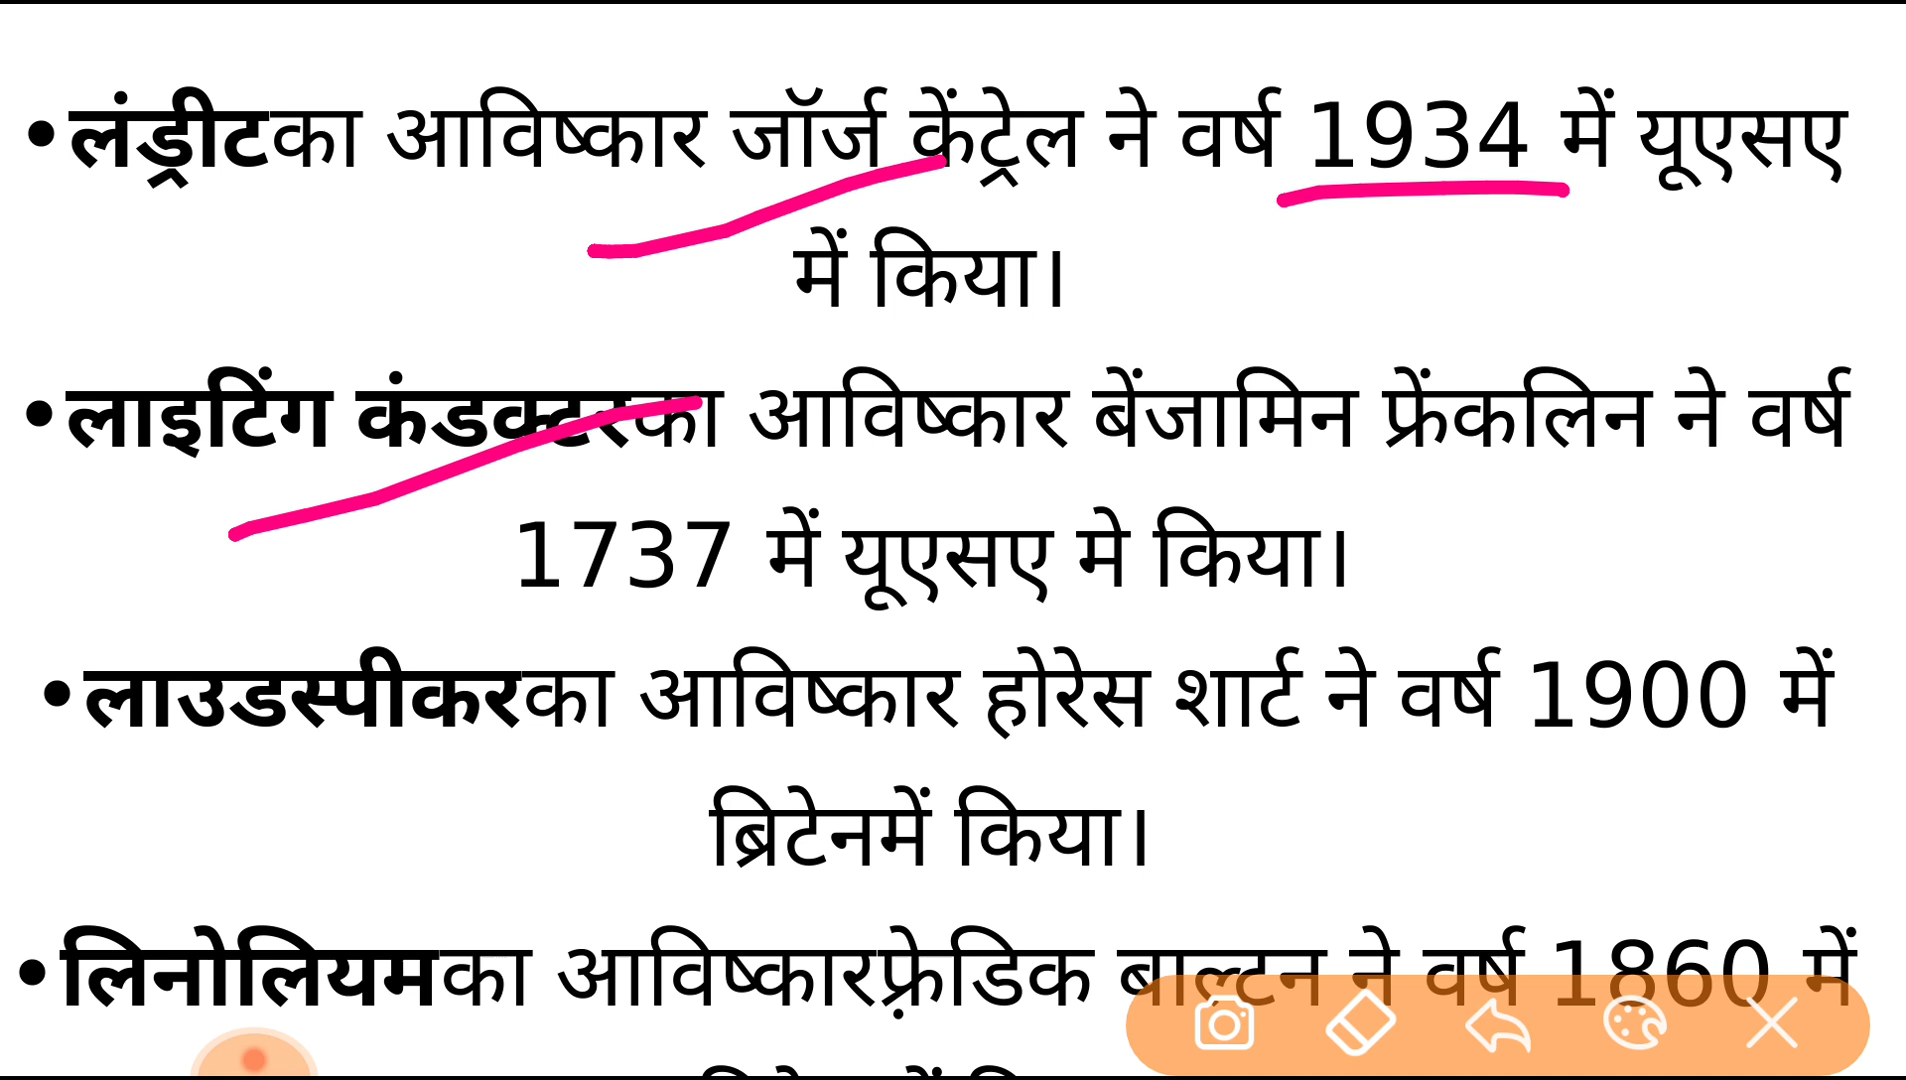 •लंड्रीटका आविष्कार जॉर्ज केंट्रेल ने वर्ष 1934 में यूएसए
में किया।
•लाइटिंग कंडक्टरका आविष्कार बेंजामिन फ्रेंकलिन ने वर्ष
1737 में यूएसए मे किया।
•लाउडस्पीकरका आविष्कार होरेस शार्ट ने वर्ष 1900 में
ब्रिटेनमें किया।
•लिनोलियमका आविष्कारफ़्रेडिक बाल्टन ने वर्ष 1860 में